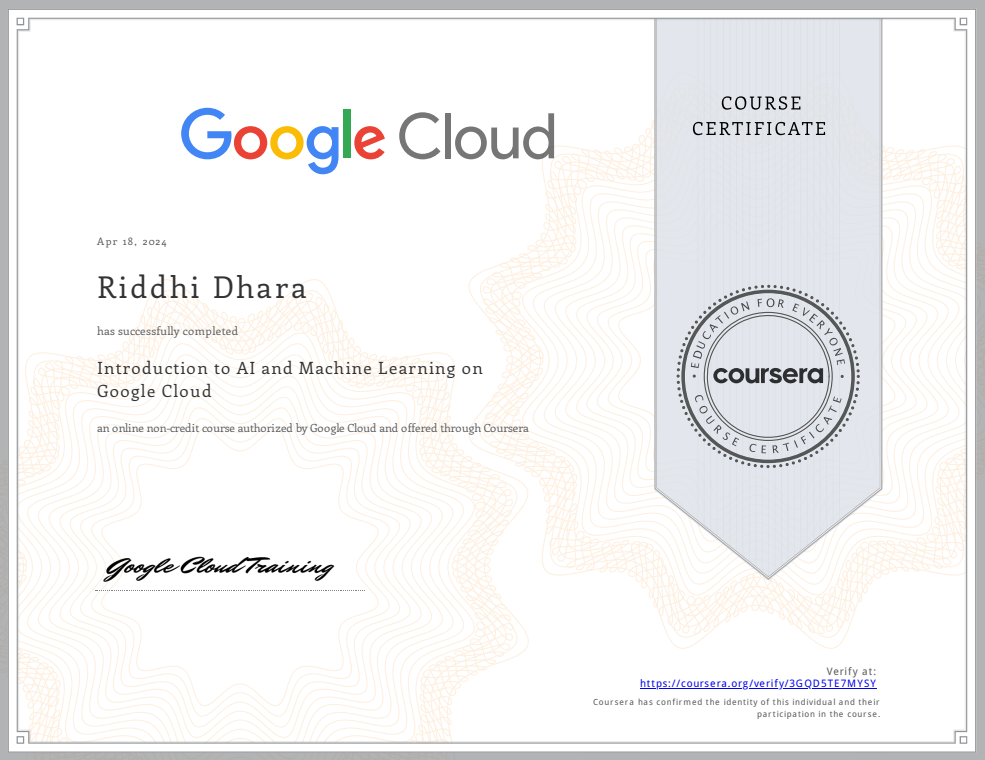 Google Cloud
COURSE
CERTIFICATE
Apr 18, 2024
Riddhi Dhara
has successfully completed
Introduction to AI and Machine Learning on
Google Cloud
an online non-credit course authorized by Google Cloud and offered through Coursera
EDUCATION FOR EVERYONE
coursera
COURSE CERTIFICATE
Google Cloud Training
Verify at:
https://coursera.org/verify/3GQD5TE7MYSY
Coursera has confirmed the identity of this individual and their
participation in the course.